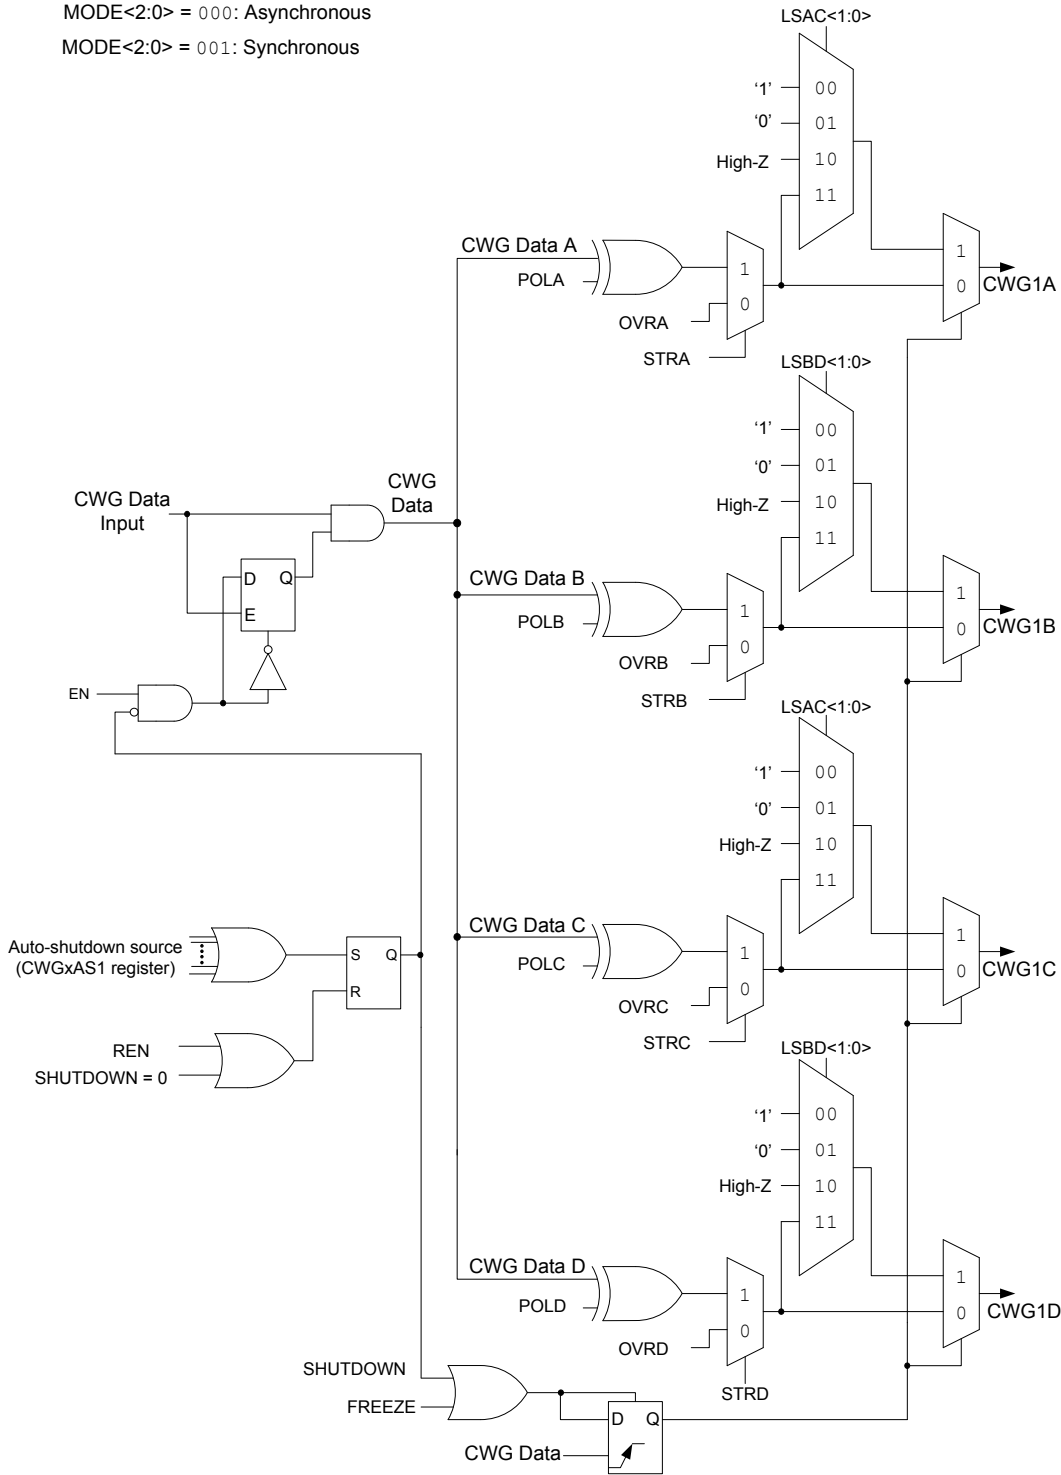 MODE<2:0> = 000: Asynchronous
MODE<2:0> = 001: Synchronous
LSAC<1:0>
‘1’ 00
‘0’ 01
High-Z 10
11
CWG Data A
POLA
1
0
OVRA
STRA
1
0
CWG1A
LSBD<1:0>
‘1’ 00
‘0’ 01
High-Z 10
11
CWG Data
Input
CWG
Data
D Q
E
EN
CWG Data B
POLB
1
0
OVRB
STRB
1
0
CWG1B
LSAC<1:0>
‘1’ 00
‘0’ 01
High-Z 10
11
CWG Data C
POLC
1
0
OVRC
STRC
1
0
CWG1C
Auto-shutdown source
(CWGxAS1 register)
S Q
R
REN
SHUTDOWN = 0
LSBD<1:0>
‘1’ 00
‘0’ 01
High-Z 10
11
CWG Data D
POLD
1
0
OVRD
STRD
1
0
CWG1D
SHUTDOWN
FREEZE
D Q
CWG Data